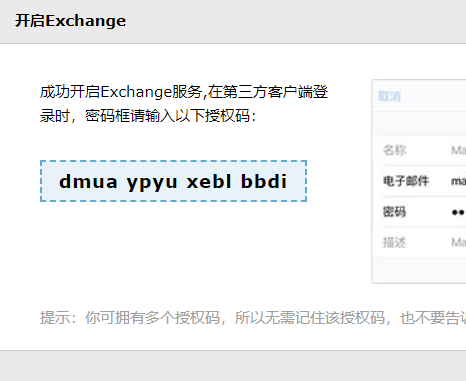 开启Exchange
成功开启Exchange服务,在第三方客户端登
录时，密码框请输入以下授权码：
dmua ypyu xebl bbdi
取消
名称 Ma
电子邮件 ma
密码 ●●
描述 Ma
提示：你可拥有多个授权码，所以无需记住该授权码，也不要告诉